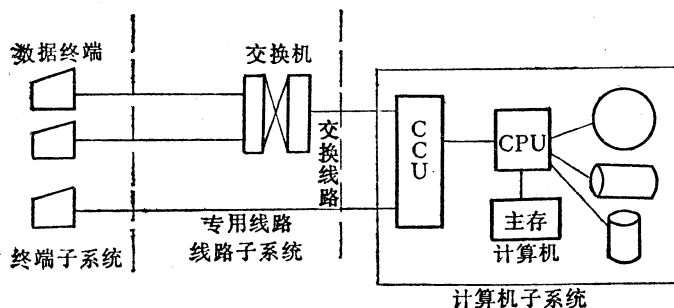 数据终端
交换机
CCU
CPU
交换线路
主存
计算机
专用线路
线路子系统
终端子系统
计算机子系统